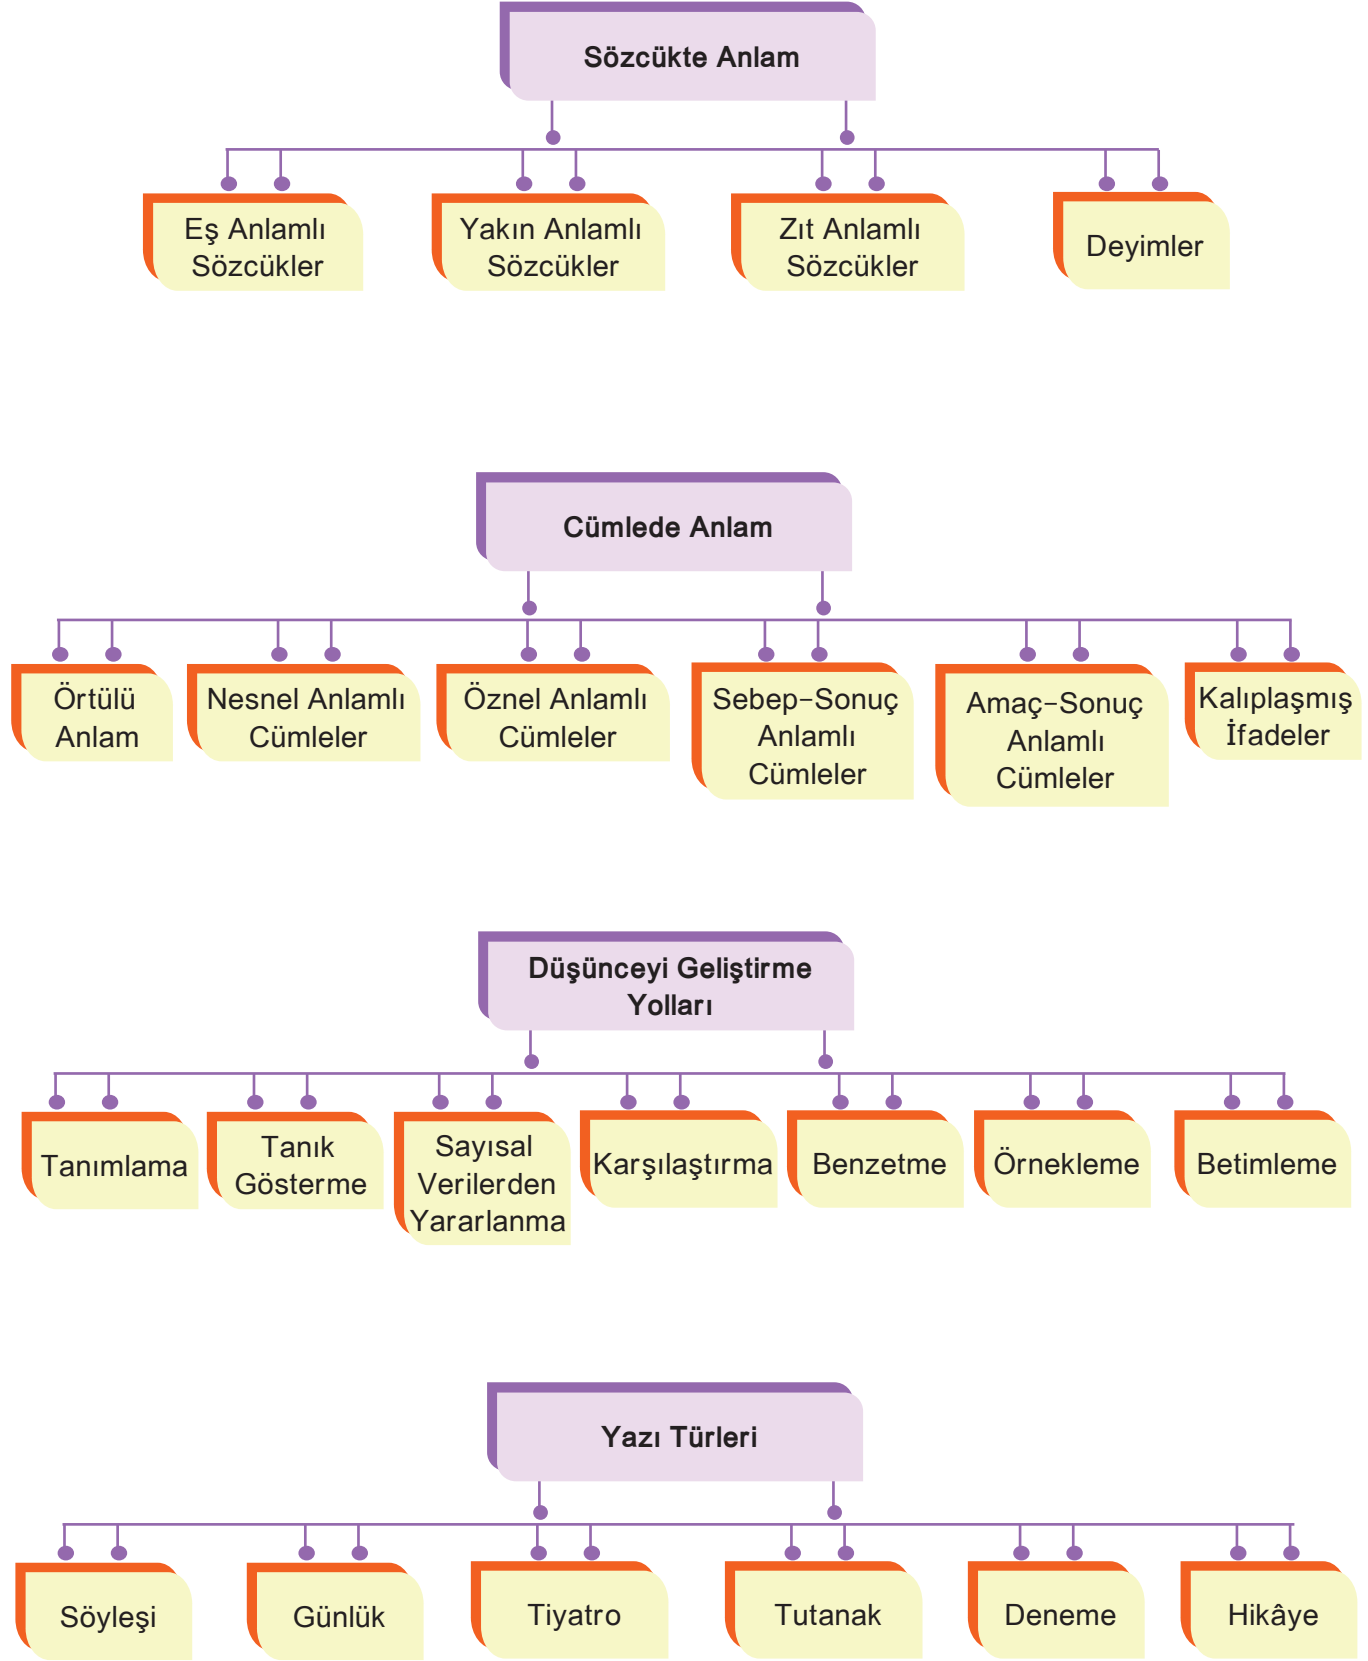 Sözcükte Anlam
Eş Anlamlı
Sözcükler
Yakın Anlamlı
Sözcükler
Zıt Anlamlı
Sözcükler
Deyimler
Cümlede Anlam
Örtülü
Anlam
Nesnel Anlamlı
Cümleler
Öznel Anlamlı
Cümleler
Sebep-Sonuç
Anlamlı
Cümleler
Amaç-Sonuç
Anlamlı
Cümleler
Kalıplaşmış
İfadeler
Düşünceyi Geliştirme
Yolları
Tanımlama
Tanık
Gösterme
Sayısal
Verilerden
Yararlanma
Karşılaştırma
Benzetme
Örnekleme
Betimleme
Yazı Türleri
Söyleşi
Günlük
Tiyatro
Tutanak
Deneme
Hikâye